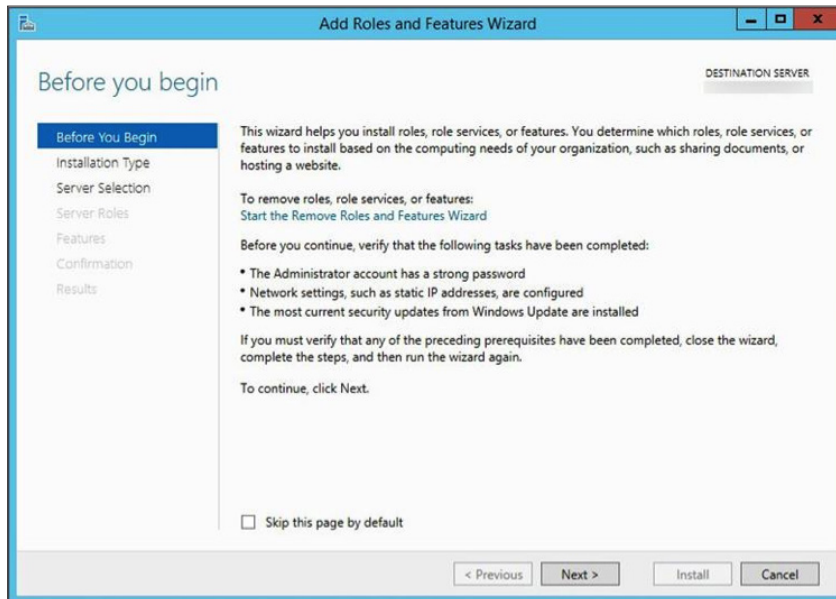 Add Roles and Features Wizard
Before you begin
DESTINATION SERVER
Before You Begin
Installation Type
Server Selection
Server Roles
Features
Confirmation
Results
This wizard helps you install roles, role services, or features. You determine which roles, role services, or
features to install based on the computing needs of your organization, such as sharing documents, or
hosting a website.
To remove roles, role services, or features:
Start the Remove Roles and Features Wizard
Before you continue, verify that the following tasks have been completed:
• The Administrator account has a strong password
• Network settings, such as static IP addresses, are configured
• The most current security updates from Windows Update are installed
If you must verify that any of the preceding prerequisites have been completed, close the wizard,
complete the steps, and then run the wizard again.
To continue, click Next.
Skip this page by default
< Previous
Next >
Install
Cancel